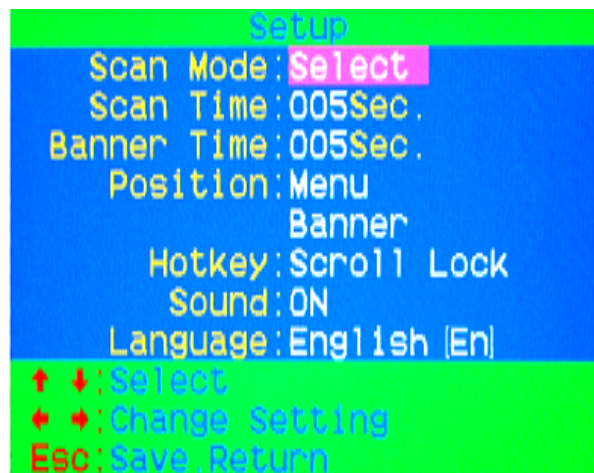 Setup
Scan Mode:Select
Scan Time:005Sec.
Banner Time:005Sec.
Position:Menu
Banner
Hotkey:Scroll Lock
Sound:ON
Language:English [En]
↑ ↓:Select
← →:Change Setting
Esc:Save.Return